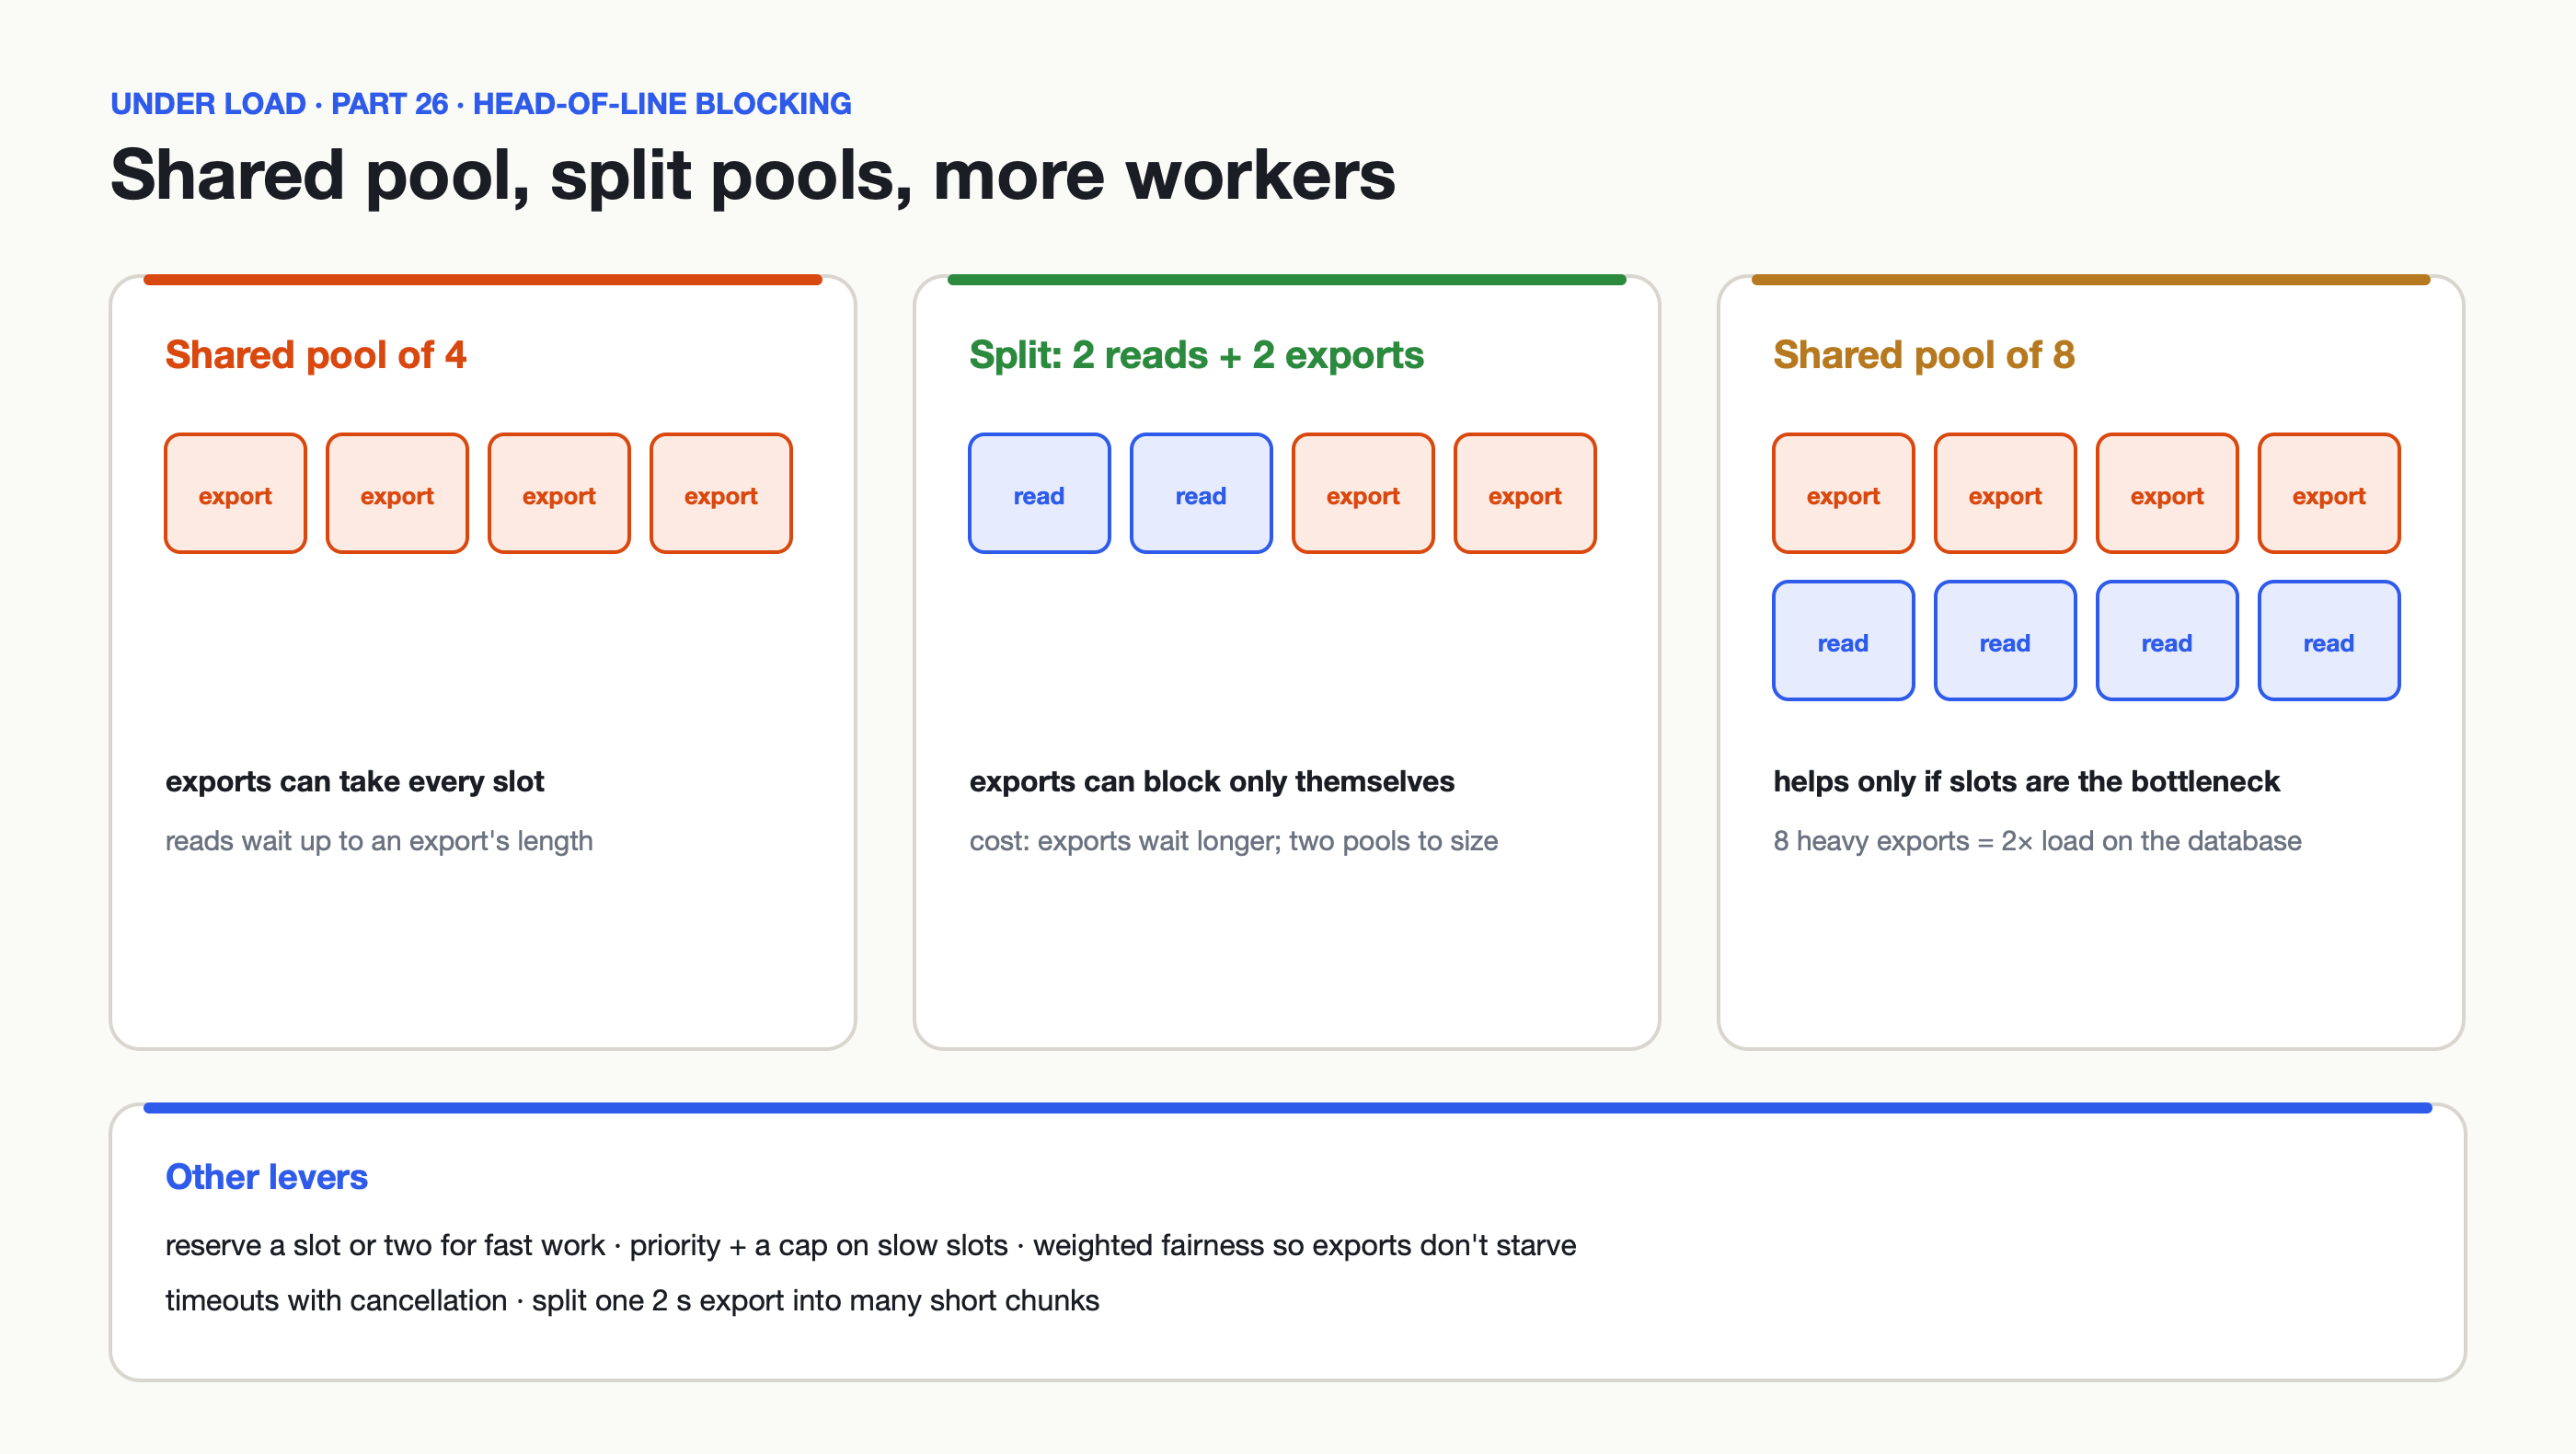 UNDER LOAD · PART 26 · HEAD-OF-LINE BLOCKING
Shared pool, split pools, more workers
Shared pool of 4
export export export export
exports can take every slot
reads wait up to an export's length
Split: 2 reads + 2 exports
read read export export
exports can block only themselves
cost: exports wait longer; two pools to size
Shared pool of 8
export export export export
read read read read
helps only if slots are the bottleneck
8 heavy exports = 2× load on the database
Other levers
reserve a slot or two for fast work · priority + a cap on slow slots · weighted fairness so exports don't starve
timeouts with cancellation · split one 2 s export into many short chunks